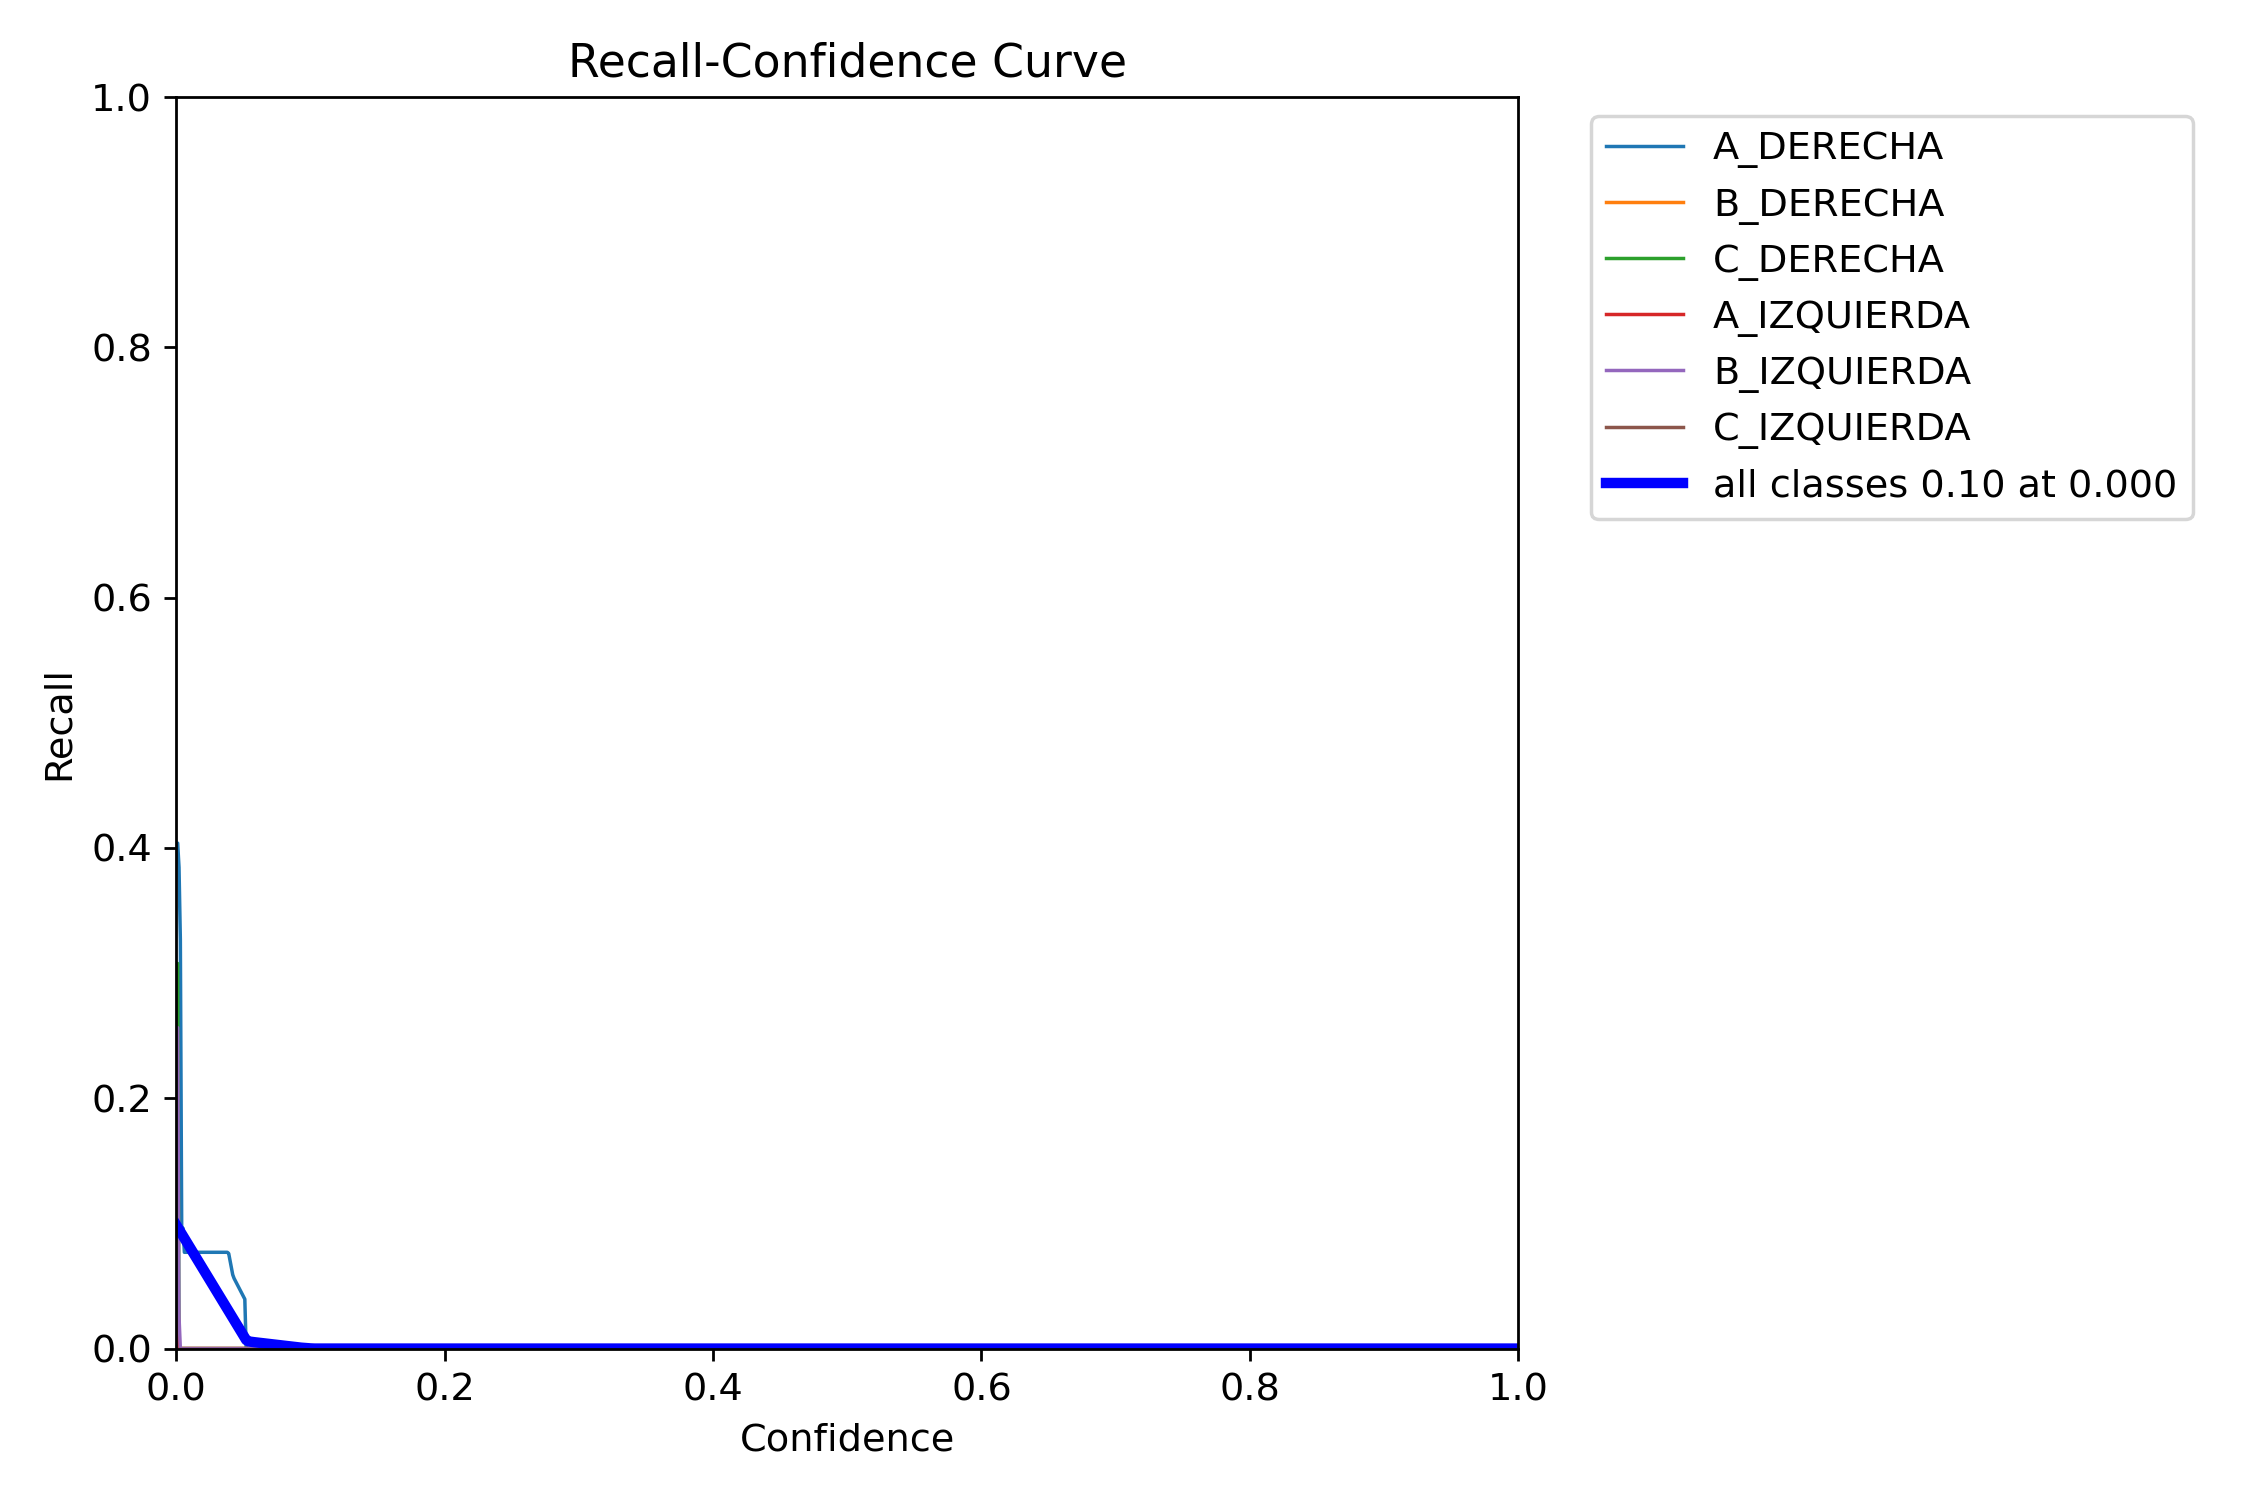 Recall-Confidence Curve
1.0
0.8
0.6
0.4
0.2
0.0
Recall
0.0 0.2 0.4 0.6 0.8 1.0
Confidence
A_DERECHA
B_DERECHA
C_DERECHA
A_IZQUIERDA
B_IZQUIERDA
C_IZQUIERDA
all classes 0.10 at 0.000